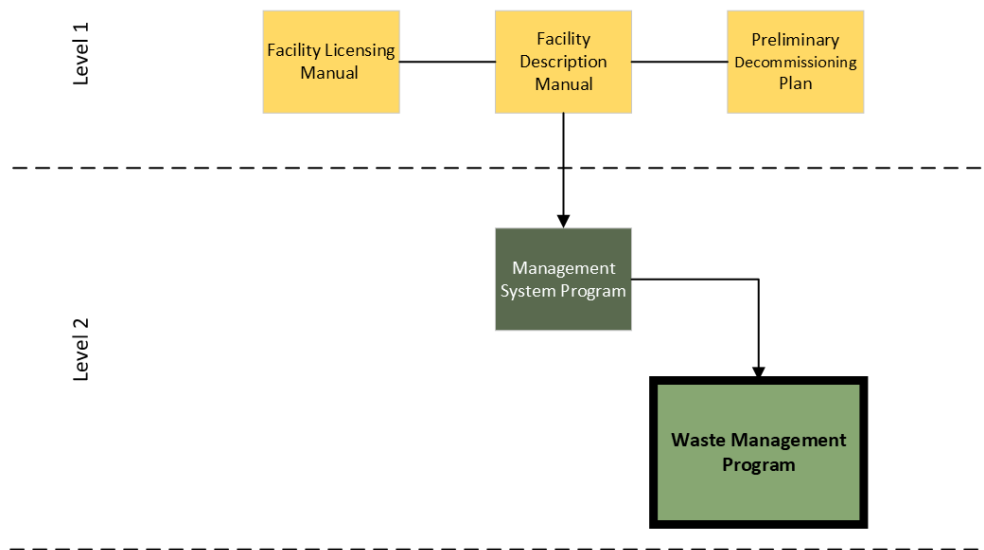 Level 1
Facility Licensing
Manual
Facility
Description
Manual
Preliminary
Decommissioning
Plan
Level 2
Management
System Program
Waste Management
Program